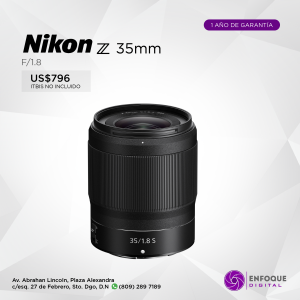 1 AÑO DE GARANTÍA
Nikon Z 35mm
F/1.8
US$796
ITBIS NO INCLUIDO
35/1.8 S
Av. Abrahan Lincoln, Plaza Alexandra
c/esq. 27 de Febrero, Sto. Dgo, D.N (809) 289 7189
ENFOQUE
DIGITAL